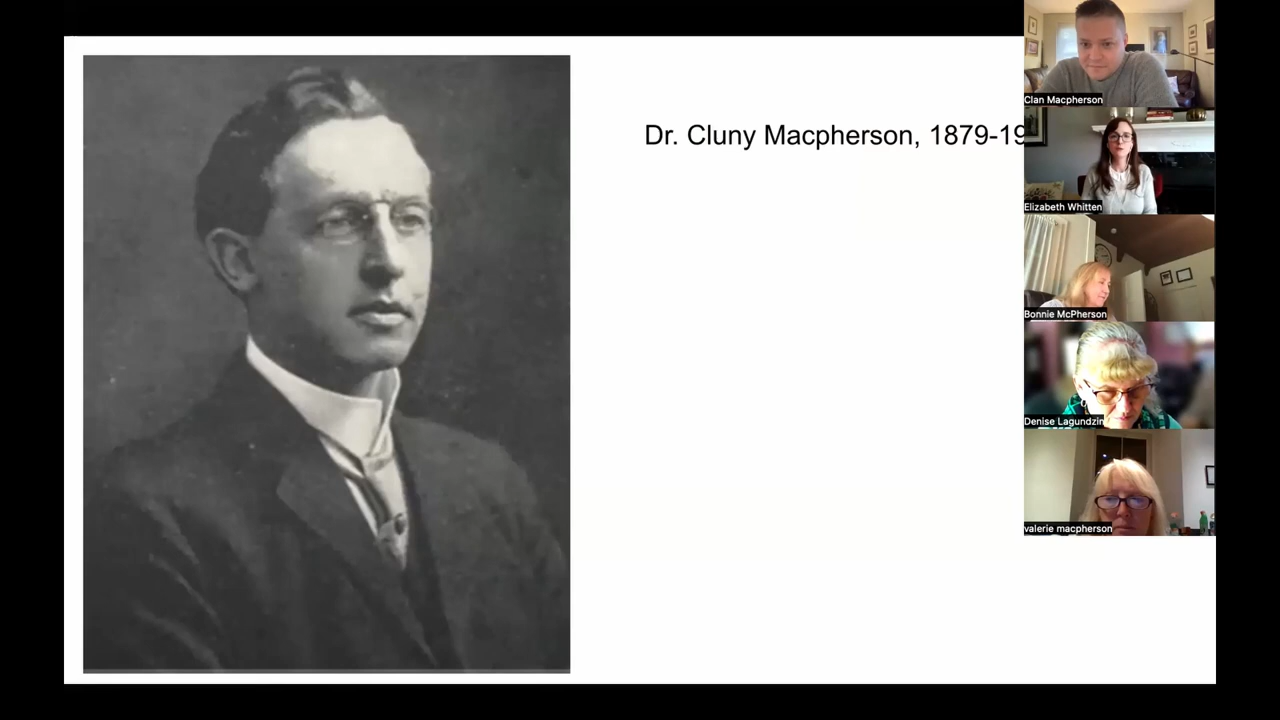 Dr. Cluny Macpherson, 1879-19
Clan Macpherson
Elizabeth Whitten
Bonnie McPherson
Denise Lagundzin
valerie macpherson